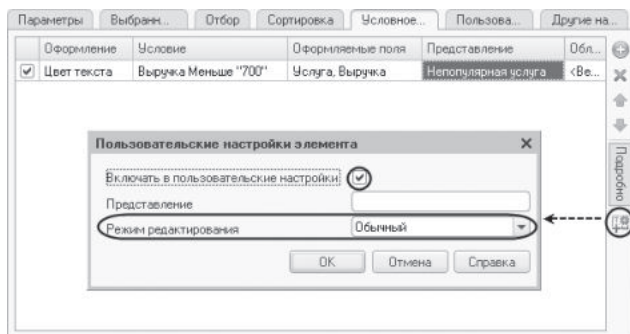 Параметры Выбранн... Отбор Сортировка Условное... Пользова... Другие на...
Оформление Условие Оформляемые поля Представление Обл...
Цвет текста Выручка Меньше "700" Услуга, Выручка Непопулярная услуга <Ве...
Пользовательские настройки элемента
Включать в пользовательские настройки:
Представление
Режим редактирования Обычный
ОК Отмена Справка
Подробно